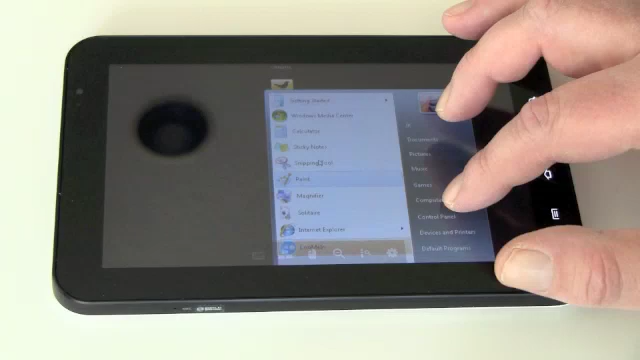 Getting Started
Windows Media Center
Calculator
Sticky Notes
Snipping Tool
Paint
Magnifier
Solitaire
Internet Explorer
Documents
Pictures
Music
Games
Computer
Control Panel
Devices and Printers
Default Programs